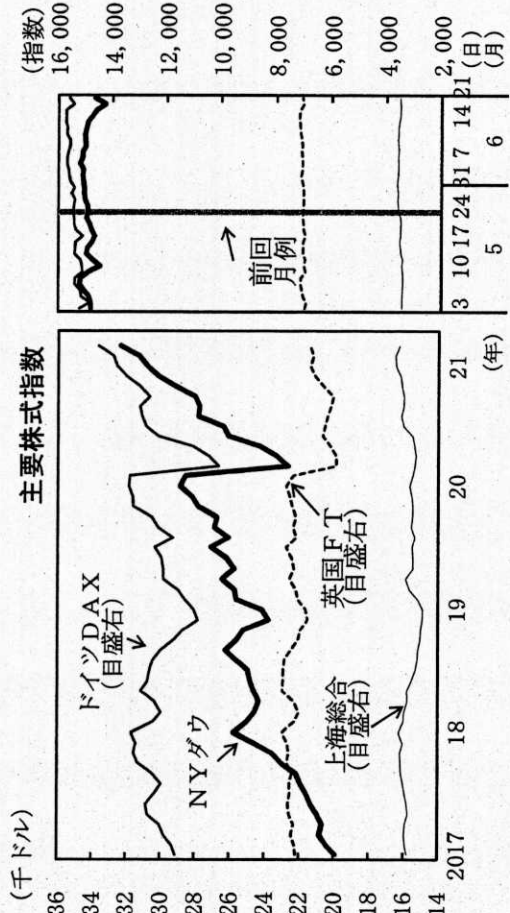 主要株式指数
(千ドル)
(指数)
36
34
32
30
28
26
24
22
20
18
16
14
16,000
14,000
12,000
10,000
8,000
6,000
4,000
2,000
ドイツDAX
(目盛右)
NYダウ
英国FT
(目盛右)
上海総合
(目盛右)
前回
月例
2017 18 19 20 21
(年)
3 10 17 24 31 7 14 21 (日)
5 6 (月)